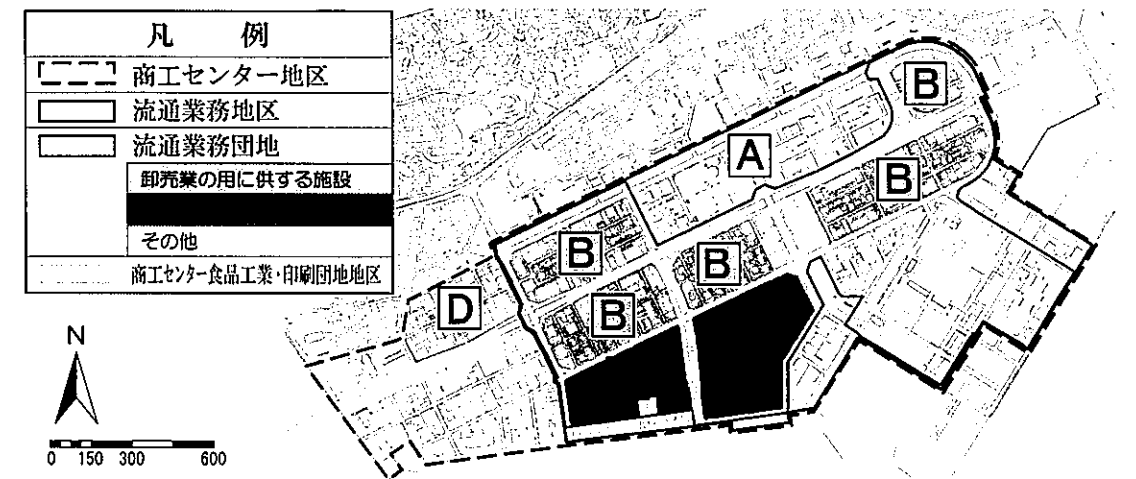 凡 例
商工センター地区
流通業務地区
流通業務団地
卸売業の用に供する施設
その他
商工センター食品工業・印刷団地地区
B
A
B
B
B
D
B
N
0 150 300 600